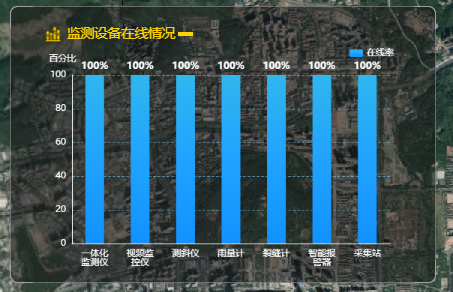 监测设备在线情况
百分比
在线率
100% 100% 100% 100% 100% 100% 100%
100
80
60
40
20
0
一体化 视频监 测斜仪 雨量计 裂缝计 智能报 采集站
监测仪 控仪 警器